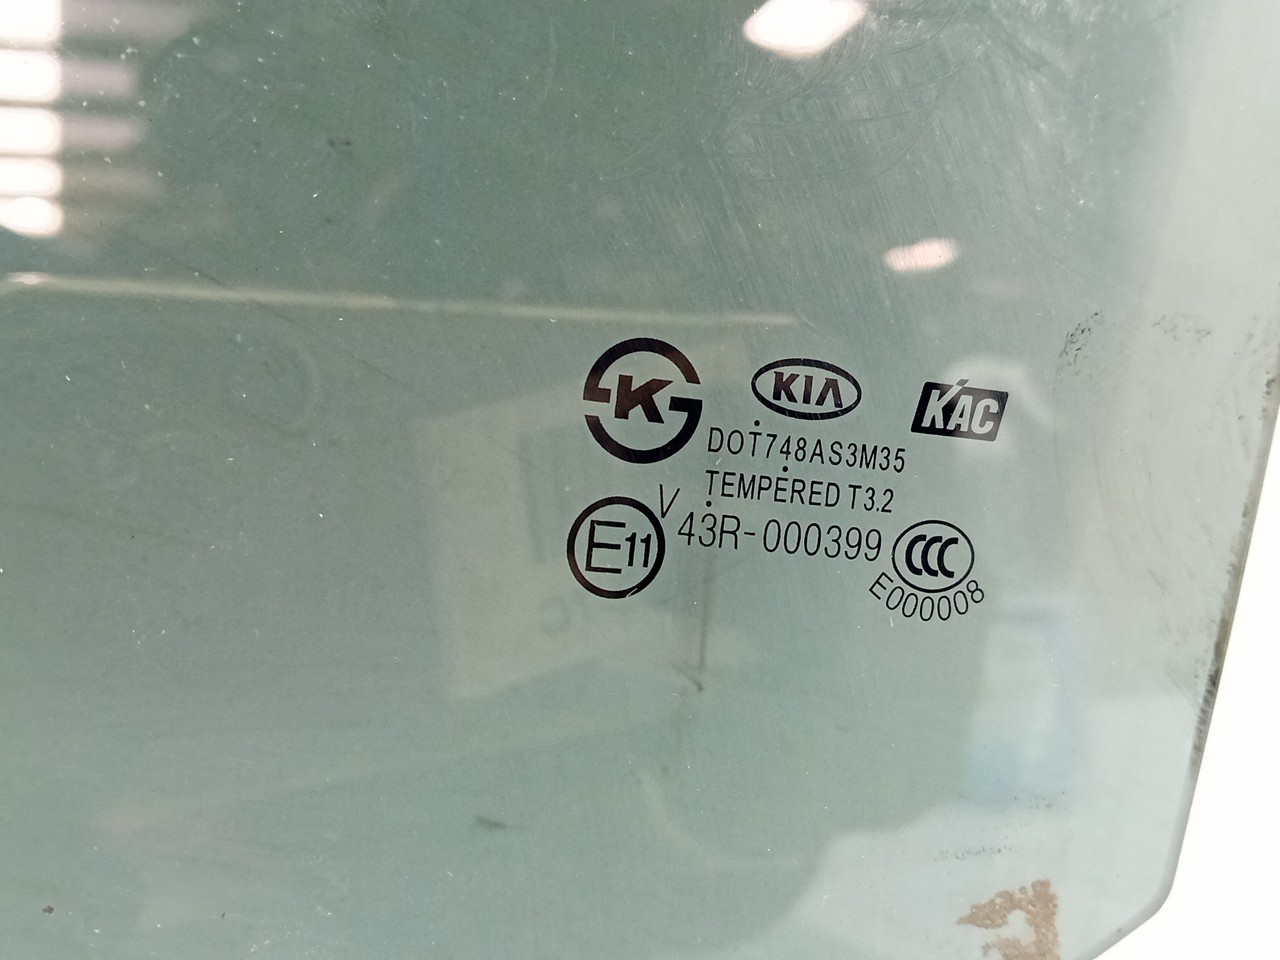 K
KIA
KAC
DOT748AS3M35
TEMPERED T3.2
V
E11
43R-000399
CCC
E000008